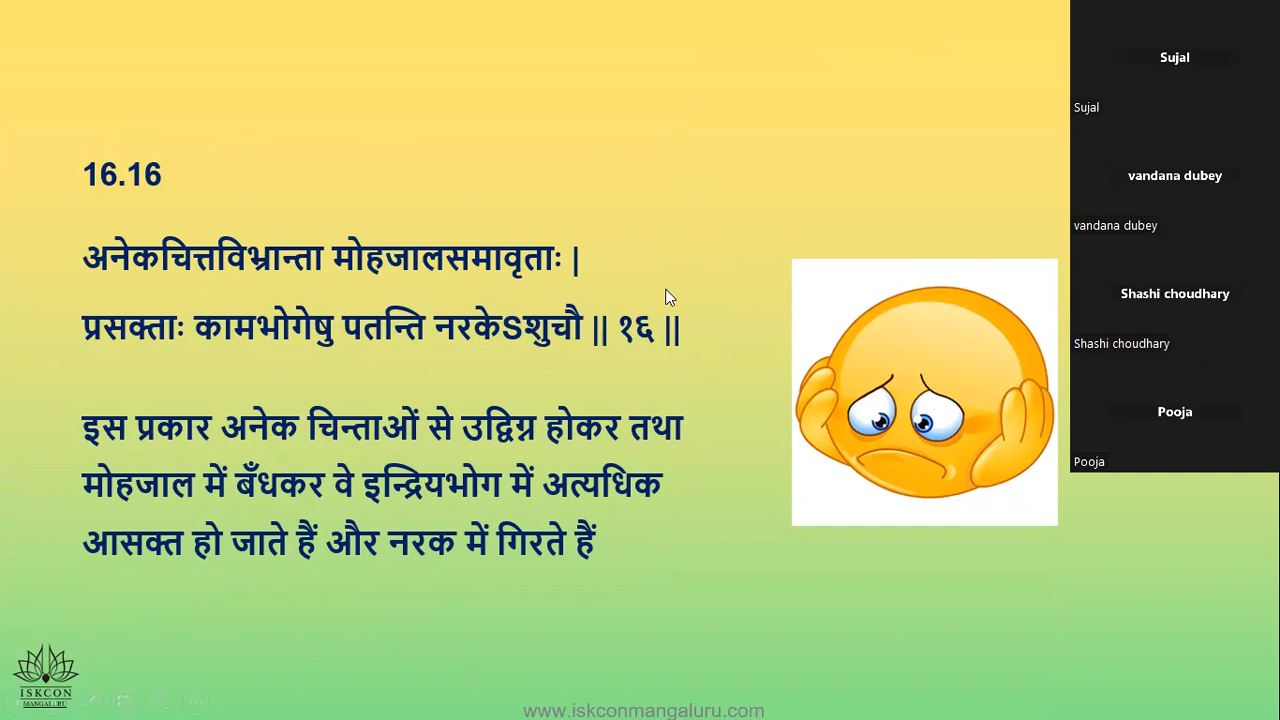 16.16
अनेकचित्तविभ्रान्ता मोहजालसमावृताः |
प्रसक्ताः कामभोगेषु पतन्ति नरकेSशुचौ || १६ ||
इस प्रकार अनेक चिन्ताओं से उद्विग्न होकर तथा
मोहजाल में बँधकर वे इन्द्रियभोग में अत्यधिक
आसक्त हो जाते हैं और नरक में गिरते हैं
ISKCON
MANGALURU
www.iskconmangaluru.com
Sujal
Sujal
vandana dubey
vandana dubey
Shashi choudhary
Shashi choudhary
Pooja
Pooja